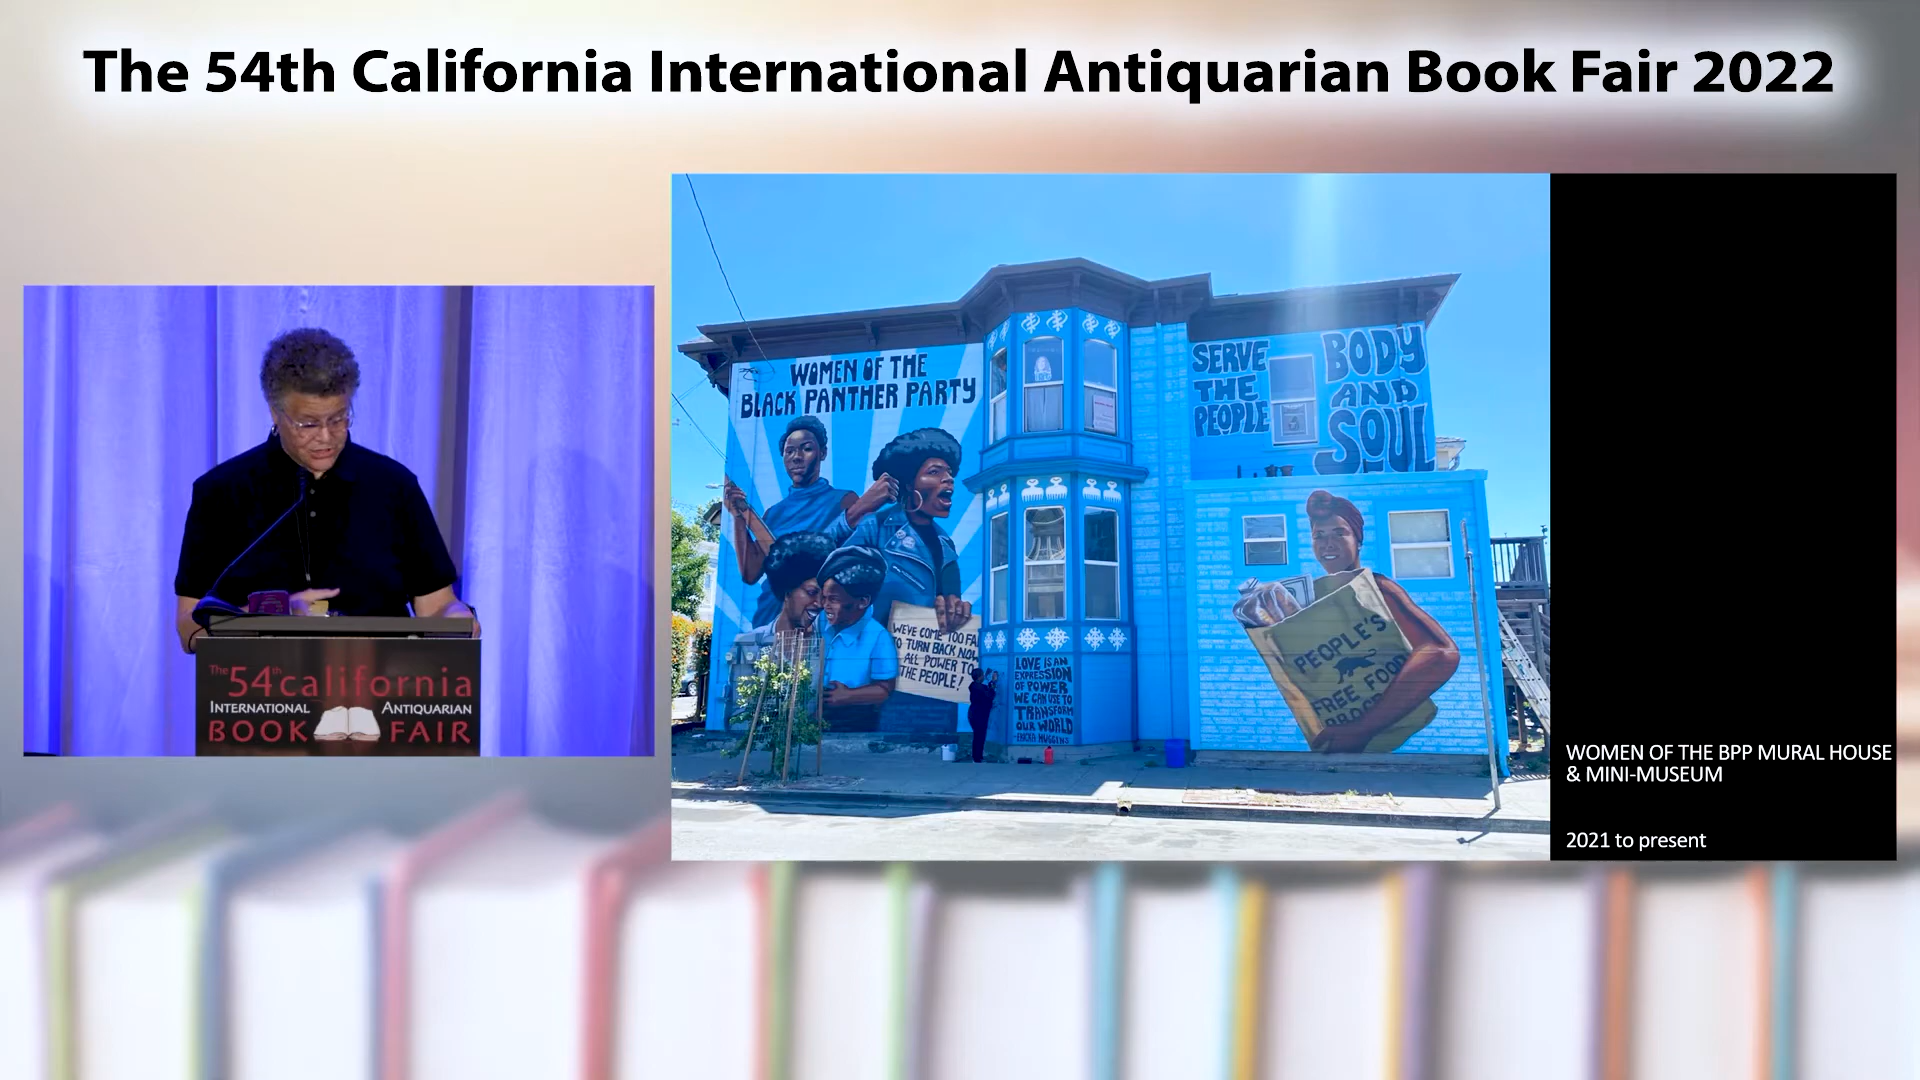 The 54th California International Antiquarian Book Fair 2022
The 54th california
INTERNATIONAL ANTIQUARIAN
BOOK FAIR
WOMEN OF THE
BLACK PANTHER PARTY
SERVE
THE
PEOPLE
BODY
AND
SOUL
WE'VE COME TOO FA
TO TURN BACK NOW
ALL POWER TO
THE PEOPLE!
LOVE IS AN
EXPRESSION
OF POWER
WE CAN USE TO
TRANSFORM
OUR WORLD
-ERICKA HUGGINS
PEOPLE'S
FREE FOOD
WOMEN OF THE BPP MURAL HOUSE
& MINI-MUSEUM
2021 to present